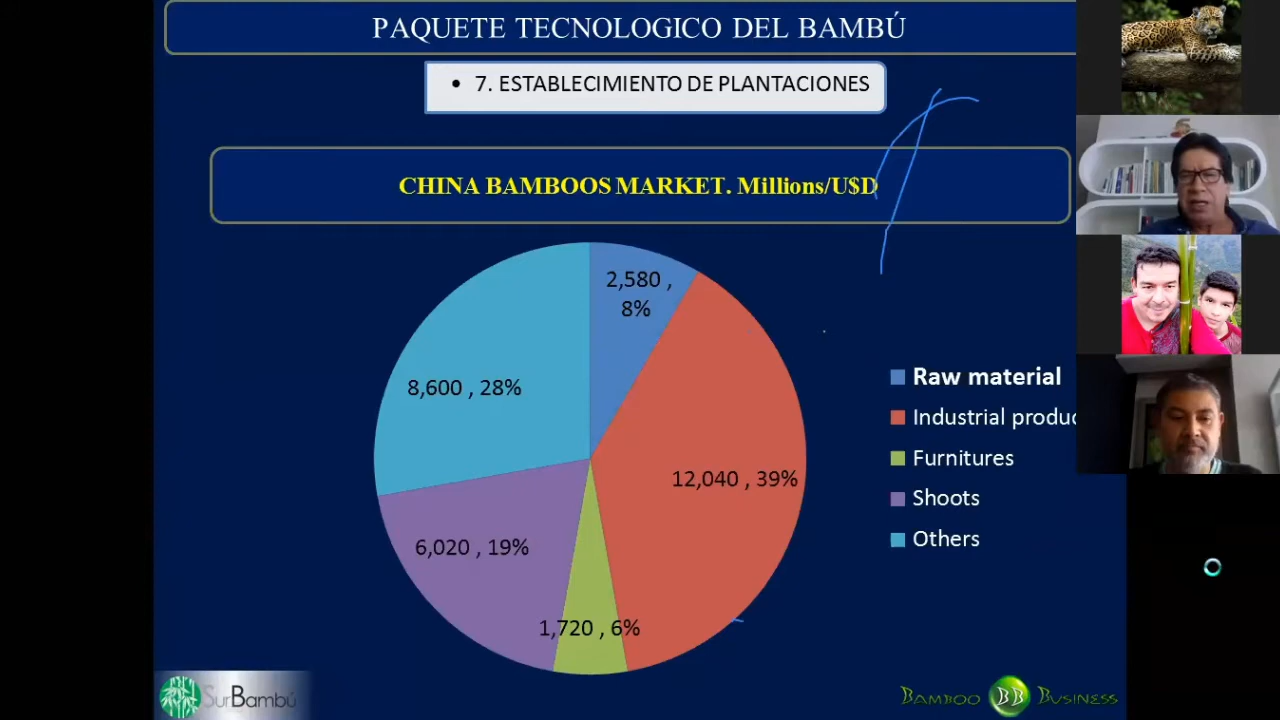 PAQUETE TECNOLOGICO DEL BAMBÚ
• 7. ESTABLECIMIENTO DE PLANTACIONES
CHINA BAMBOOS MARKET. Millions/U$D
2,580 ,
8%
8,600 , 28%
12,040 , 39%
6,020 , 19%
1,720 , 6%
Raw material
Industrial produc
Furnitures
Shoots
Others
SurBambú
BAMBOO BB BUSINESS